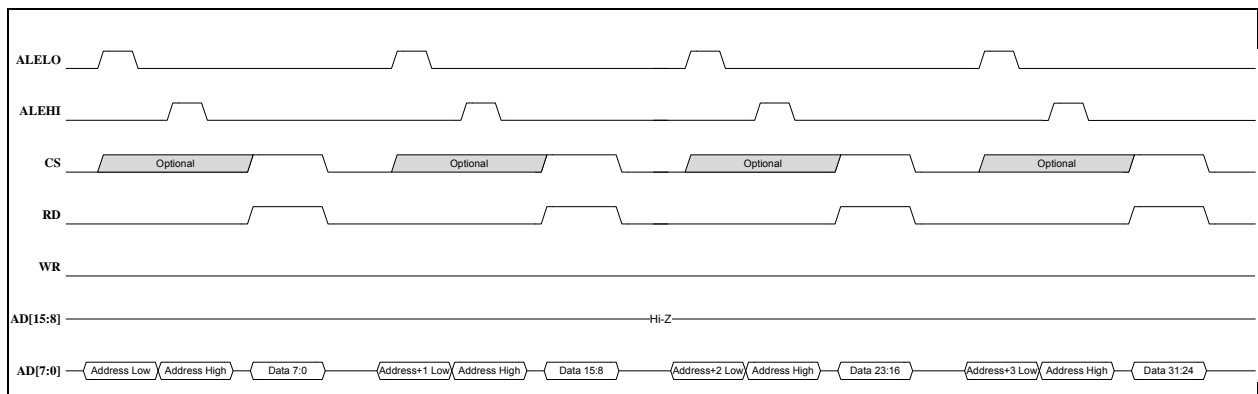 ALELO
ALEHI
CS Optional Optional Optional Optional
RD
WR
AD[15:8] Hi-Z
AD[7:0] Address Low Address High Data 7:0 Address+1 Low Address High Data 15:8 Address+2 Low Address High Data 23:16 Address+3 Low Address High Data 31:24